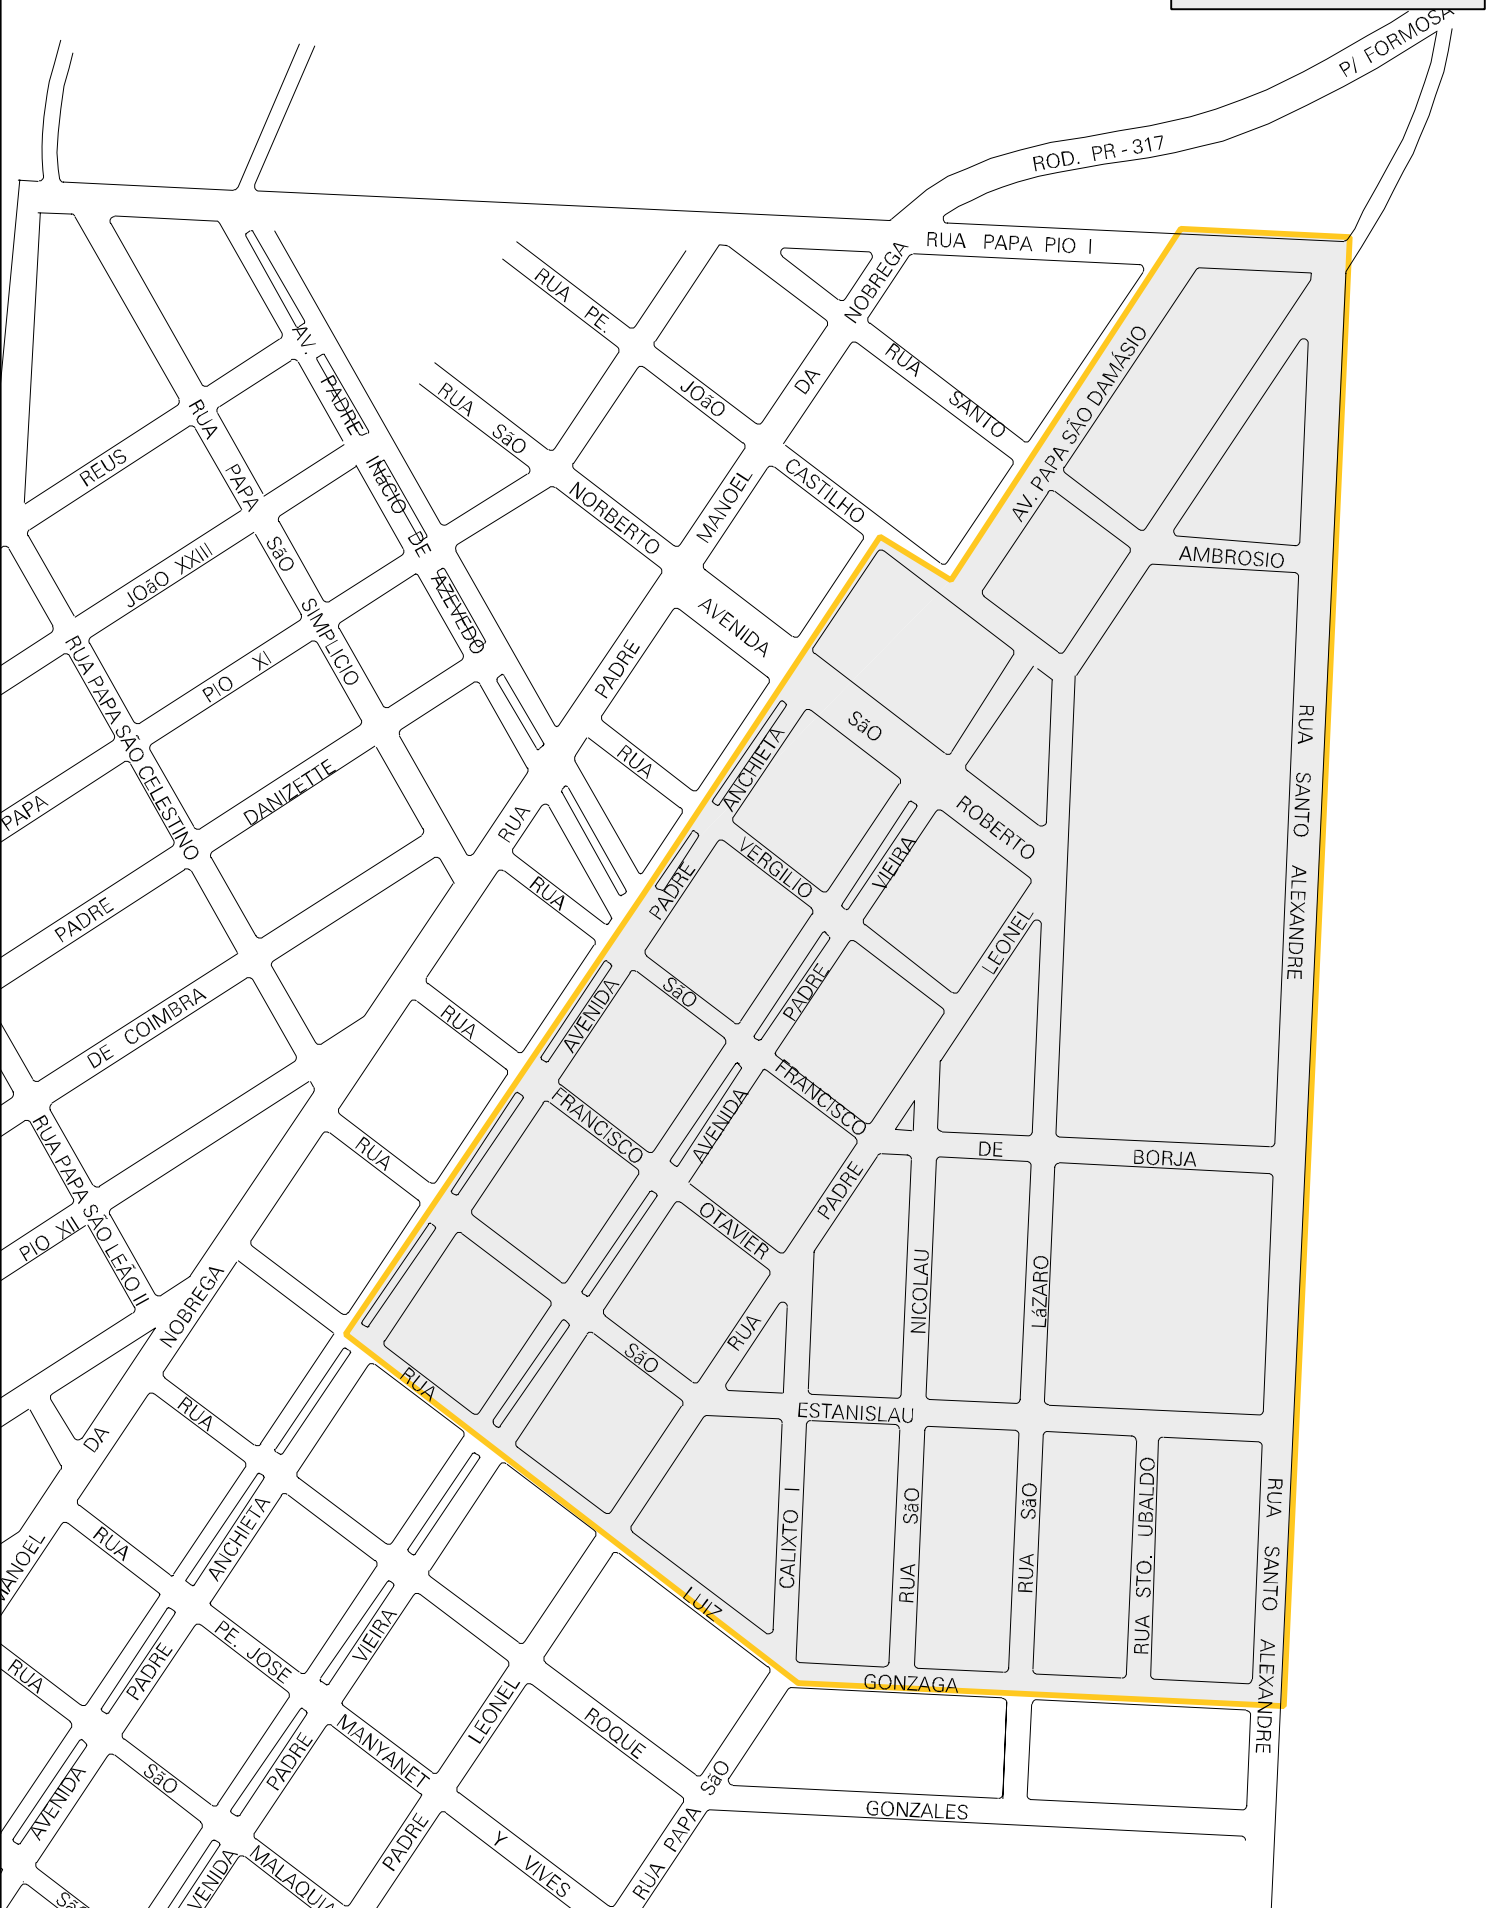 P/ FORMOSA
ROD. PR - 317
RUA PAPA PIO I
NOBREGA
DA
MANOEL
PADRE
RUA
RUA PE.
JOãO
CASTILHO
RUA SANTO
AMBROSIO
AV. PAPA SÃO DAMÁSIO
AV.
PADRE
INáCIO DE
AZEVEDO
RUA SãO
NORBERTO
AVENIDA
RUA
PAPA
SãO
SIMPLICIO
REUS
JOãO XXIII
PIO XI
DANIZETTE
PAPA
PADRE
DE COIMBRA
PIO XII
RUA PAPA SÃO CELESTINO
RUA PAPA SÃO LEÃO II
RUA
SãO
ROBERTO
ANCHIETA
PADRE
AVENIDA
VERGILIO
VIEIRA
PADRE
AVENIDA
LEONEL
PADRE
RUA
RUA
SãO
FRANCISCO
DE
BORJA
RUA
FRANCISCO
OTAVIER
RUA
SãO
ESTANISLAU
RUA SANTO ALEXANDRE
NICOLAU
LáZARO
CALIXTO I
RUA SãO
RUA SãO
RUA STO. UBALDO
RUA SANTO ALEXANDRE
RUA
LUIZ
GONZAGA
NOBREGA
DA
MANOEL
RUA
ROQUE
GONZALES
RUA
PE. JOSE
MANYANET
Y VIVES
ANCHIETA
PADRE
AVENIDA
VIEIRA
PADRE
AVENIDA
LEONEL
PADRE
RUA
SãO
MALAQUIA
SãO
RUA PAPA SãO